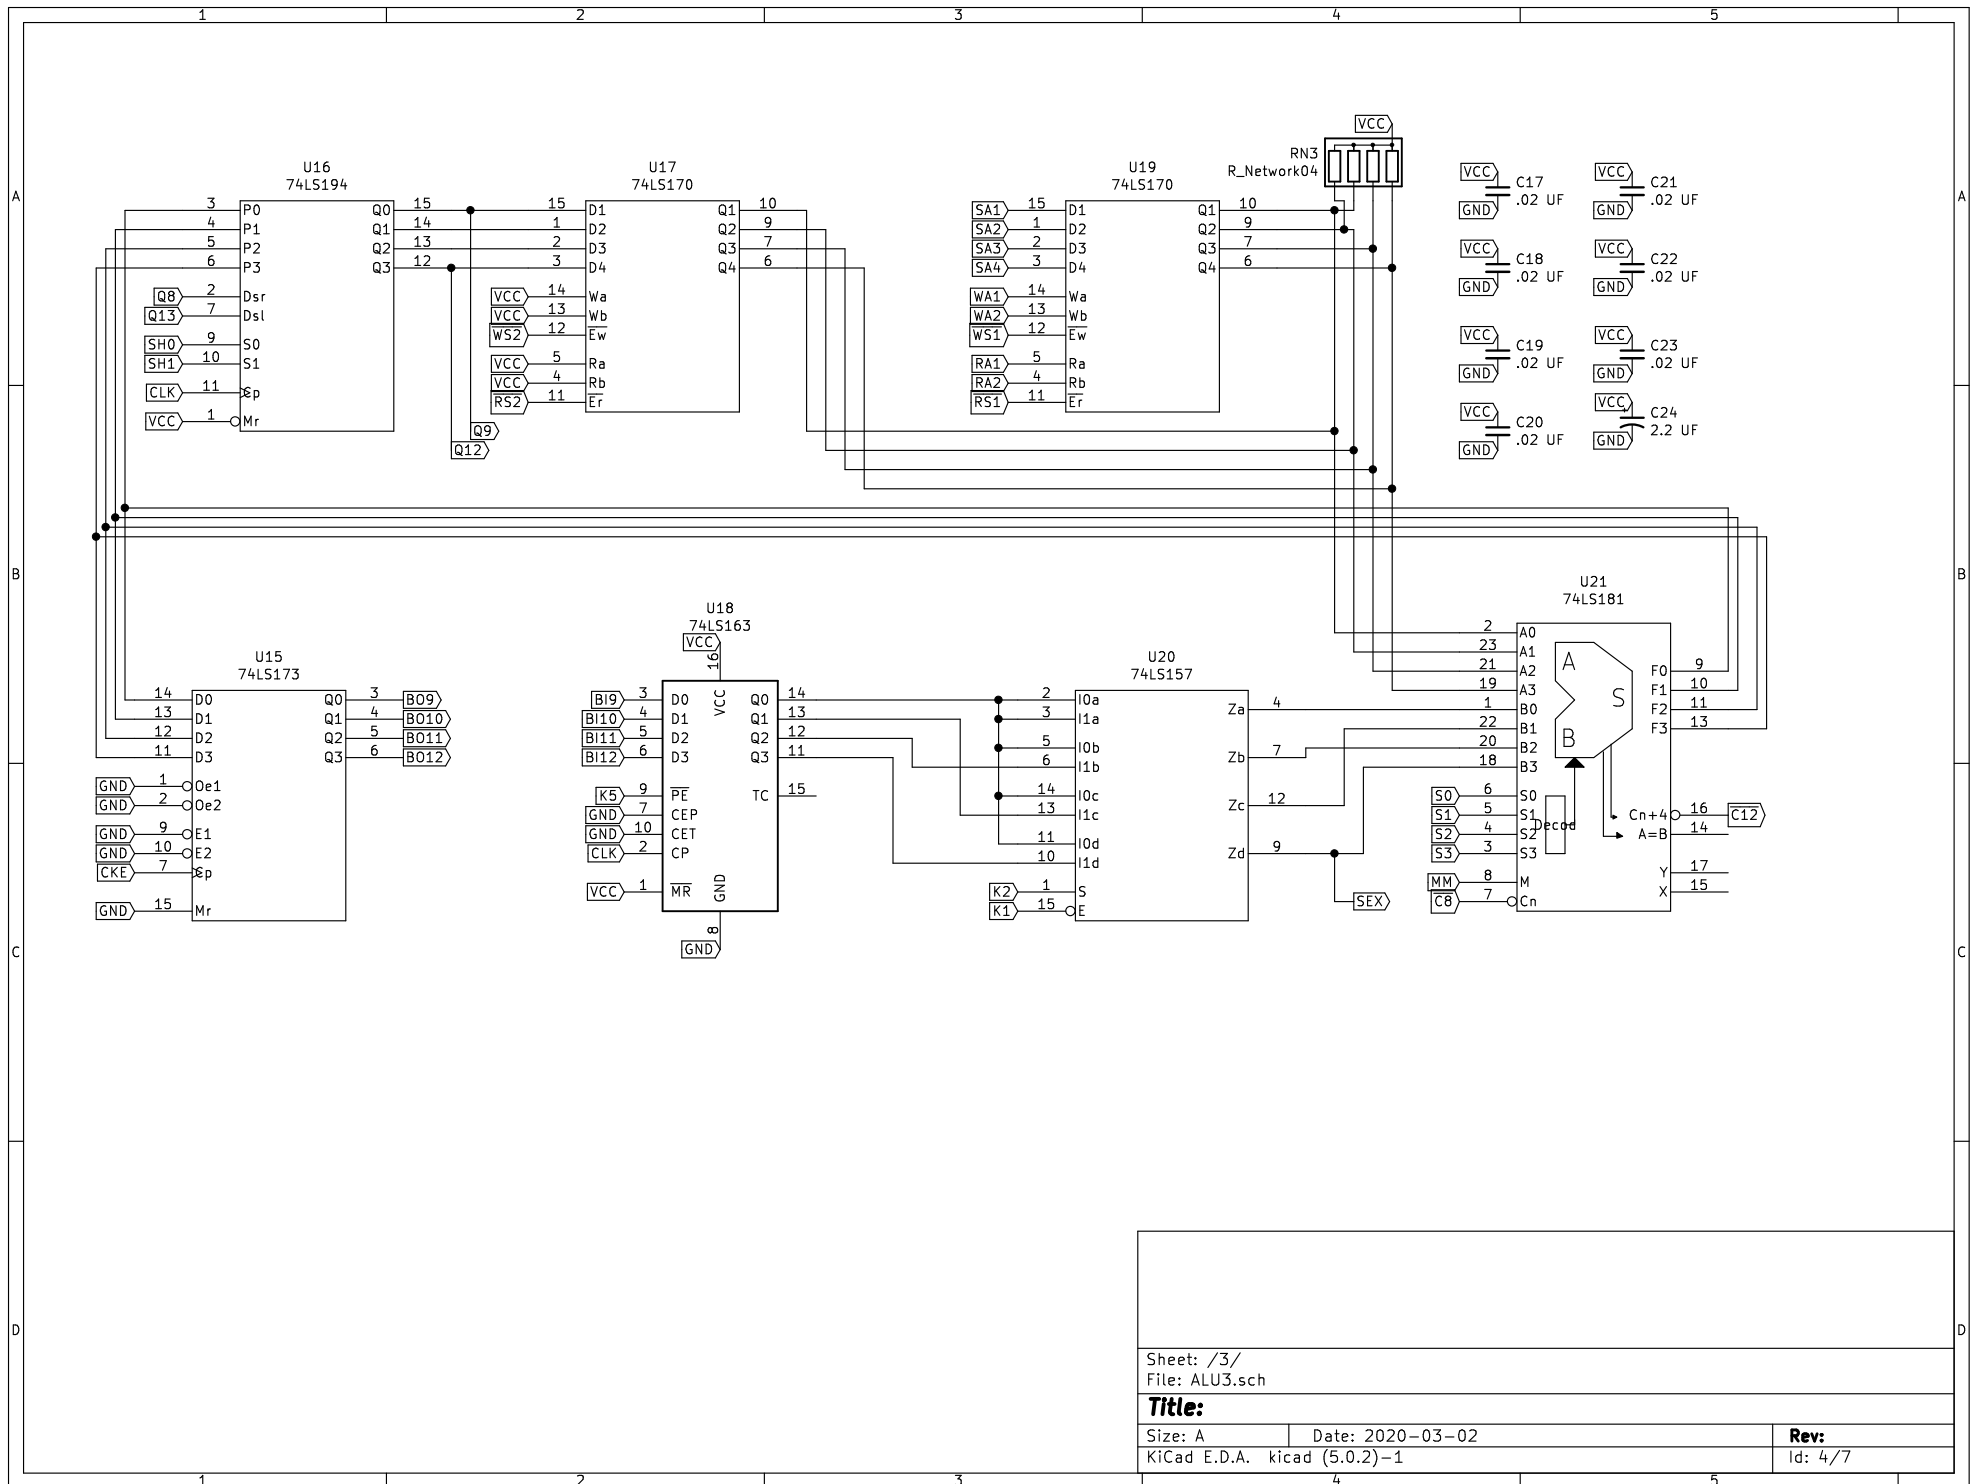 1 2 3 4 5
A A
B B
C C
D D
U16
74LS194
3 P0 Q0 15
4 P1 Q1 14
5 P2 Q2 13
6 P3 Q3 12
Q8 2 Dsr
Q13 7 Dsl
SH0 9 S0
SH1 10 S1
CLK 11 Cp
VCC 1 Mr
Q9
Q12
U17
74LS170
15 D1 Q1 10
1 D2 Q2 9
2 D3 Q3 7
3 D4 Q4 6
VCC 14 Wa
VCC 13 Wb
WS2 12 Ew
VCC 5 Ra
VCC 4 Rb
RS2 11 Er
U19
74LS170
SA1 15 D1 Q1 10
SA2 1 D2 Q2 9
SA3 2 D3 Q3 7
SA4 3 D4 Q4 6
WA1 14 Wa
WA2 13 Wb
WS1 12 Ew
RA1 5 Ra
RA2 4 Rb
RS1 11 Er
VCC
RN3
R_Network04
VCC C17
GND .02 UF
VCC C21
GND .02 UF
VCC C18
GND .02 UF
VCC C22
GND .02 UF
VCC C19
GND .02 UF
VCC C23
GND .02 UF
VCC C20
GND .02 UF
VCC C24
GND 2.2 UF
U15
74LS173
14 D0 Q0 3 BO9
13 D1 Q1 4 BO10
12 D2 Q2 5 BO11
11 D3 Q3 6 BO12
GND 1 Oe1
GND 2 Oe2
GND 9 E1
GND 10 E2
CKE 7 Cp
GND 15 Mr
U18
74LS163
VCC
16
VCC
BI9 3 D0 Q0 14
BI10 4 D1 Q1 13
BI11 5 D2 Q2 12
BI12 6 D3 Q3 11
K5 9 PE TC 15
GND 7 CEP
GND 10 CET
CLK 2 CP
VCC 1 MR
GND
8
GND
U20
74LS157
2 I0a
3 I1a
5 I0b
6 I1b
14 I0c
13 I1c
11 I0d
10 I1d
K2 1 S
K1 15 E
Za 4
Zb 7
Zc 12
Zd 9
SEX
U21
74LS181
2 A0
23 A1
21 A2
19 A3
1 B0
22 B1
20 B2
18 B3
S0 6 S0
S1 5 S1
S2 4 S2
S3 3 S3
MM 8 M
C8 7 Cn
A
B
S
Decod
F0 9
F1 10
F2 11
F3 13
Cn+4 16 C12
A=B 14
Y 17
X 15
Sheet: /3/
File: ALU3.sch
Title:
Size: A Date: 2020-03-02 Rev:
KiCad E.D.A. kicad (5.0.2)-1 Id: 4/7
1 2 3 4 5